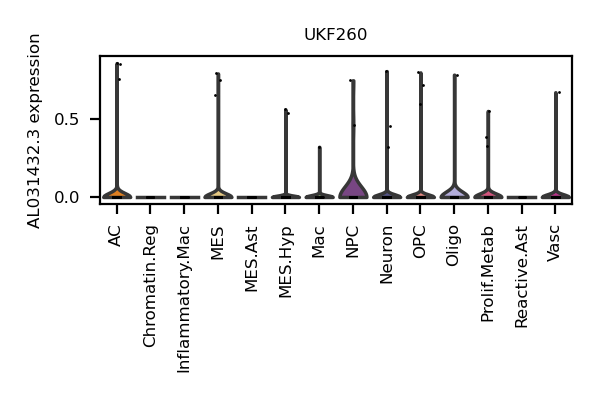 UKF260
AL031432.3 expression
0.5
0.0
AC
Chromatin.Reg
Inflammatory.Mac
MES
MES.Ast
MES.Hyp
Mac
NPC
Neuron
OPC
Oligo
Prolif.Metab
Reactive.Ast
Vasc